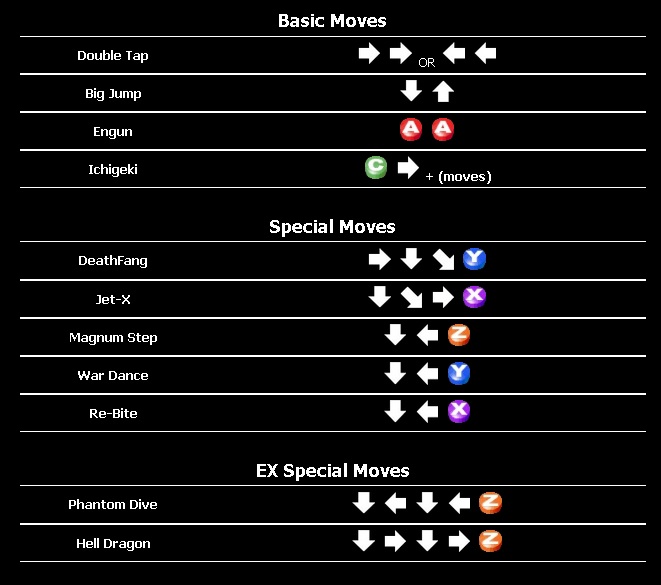 Basic Moves
Double Tap OR
Big Jump
Engun A A
Ichigeki C + (moves)
Special Moves
DeathFang Y
Jet-X X
Magnum Step Z
War Dance Y
Re-Bite X
EX Special Moves
Phantom Dive Z
Hell Dragon Z